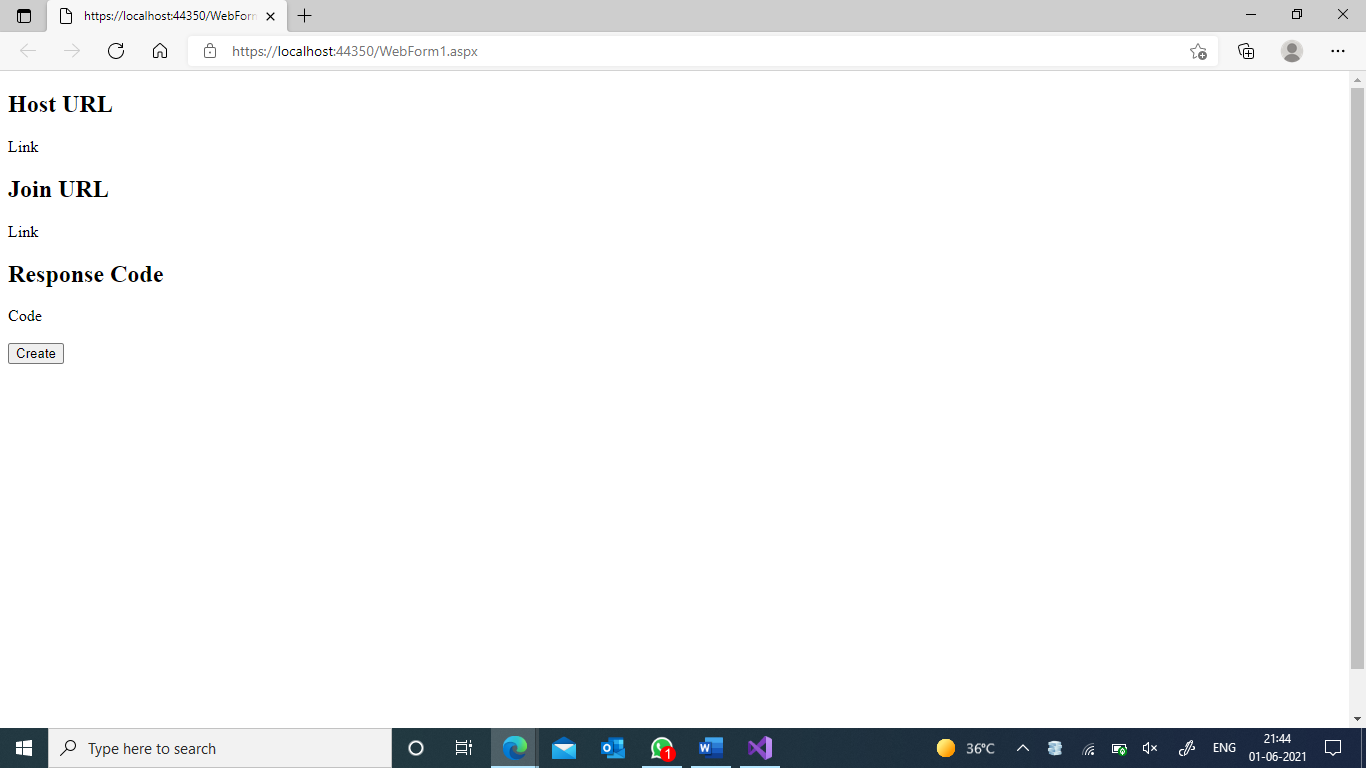 https://localhost:44350/WebForm
https://localhost:44350/WebForm1.aspx
Host URL
Link
Join URL
Link
Response Code
Code
Create
Type here to search
1
W
36°C
ENG
21:44
01-06-2021